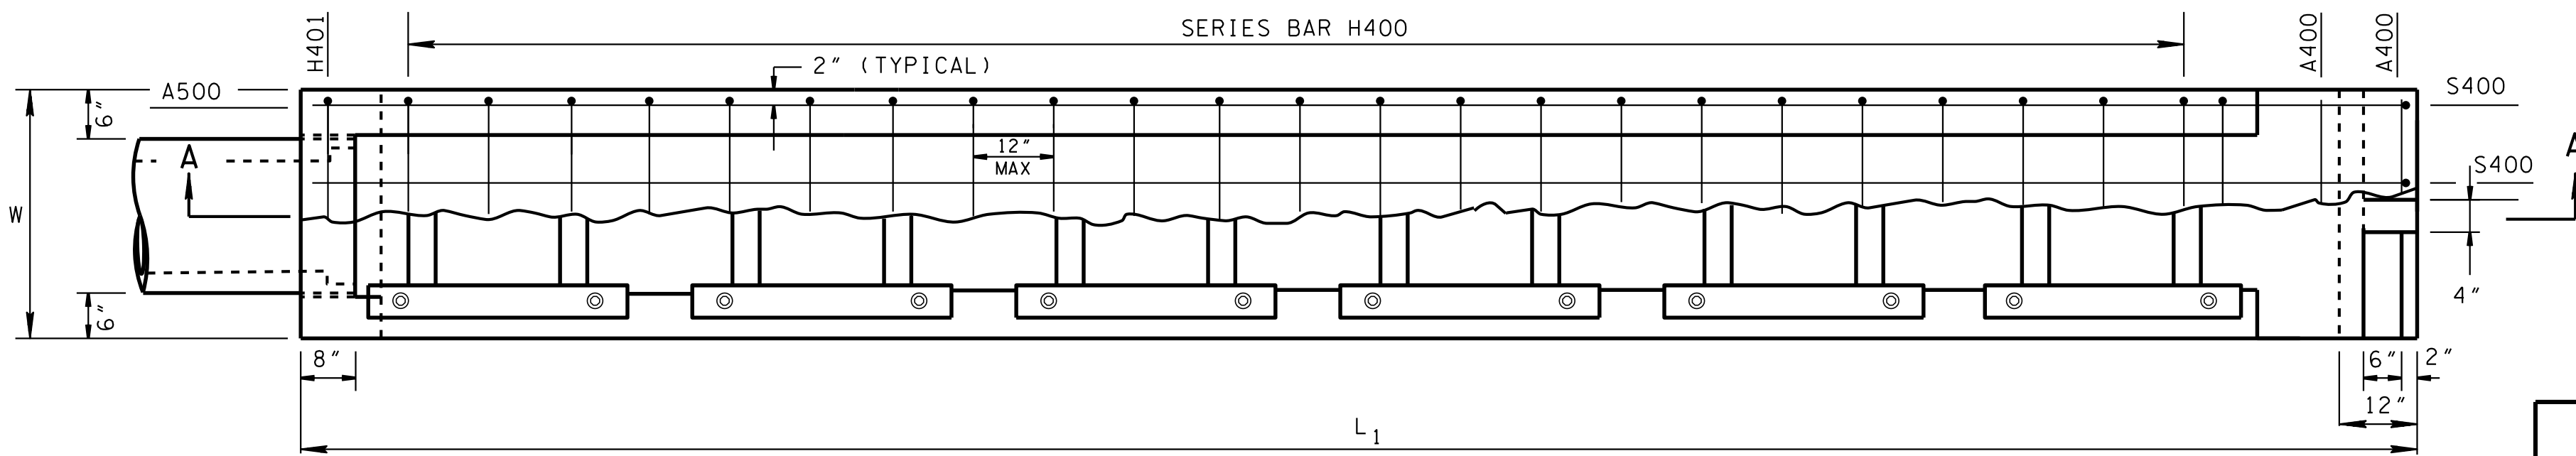 SERIES BAR H400
H401
A400
A400
2" (TYPICAL)
A500
6"
S400
A
12"
MAX
S400
A
W
6"
4"
8"
6"
2"
12"
L1